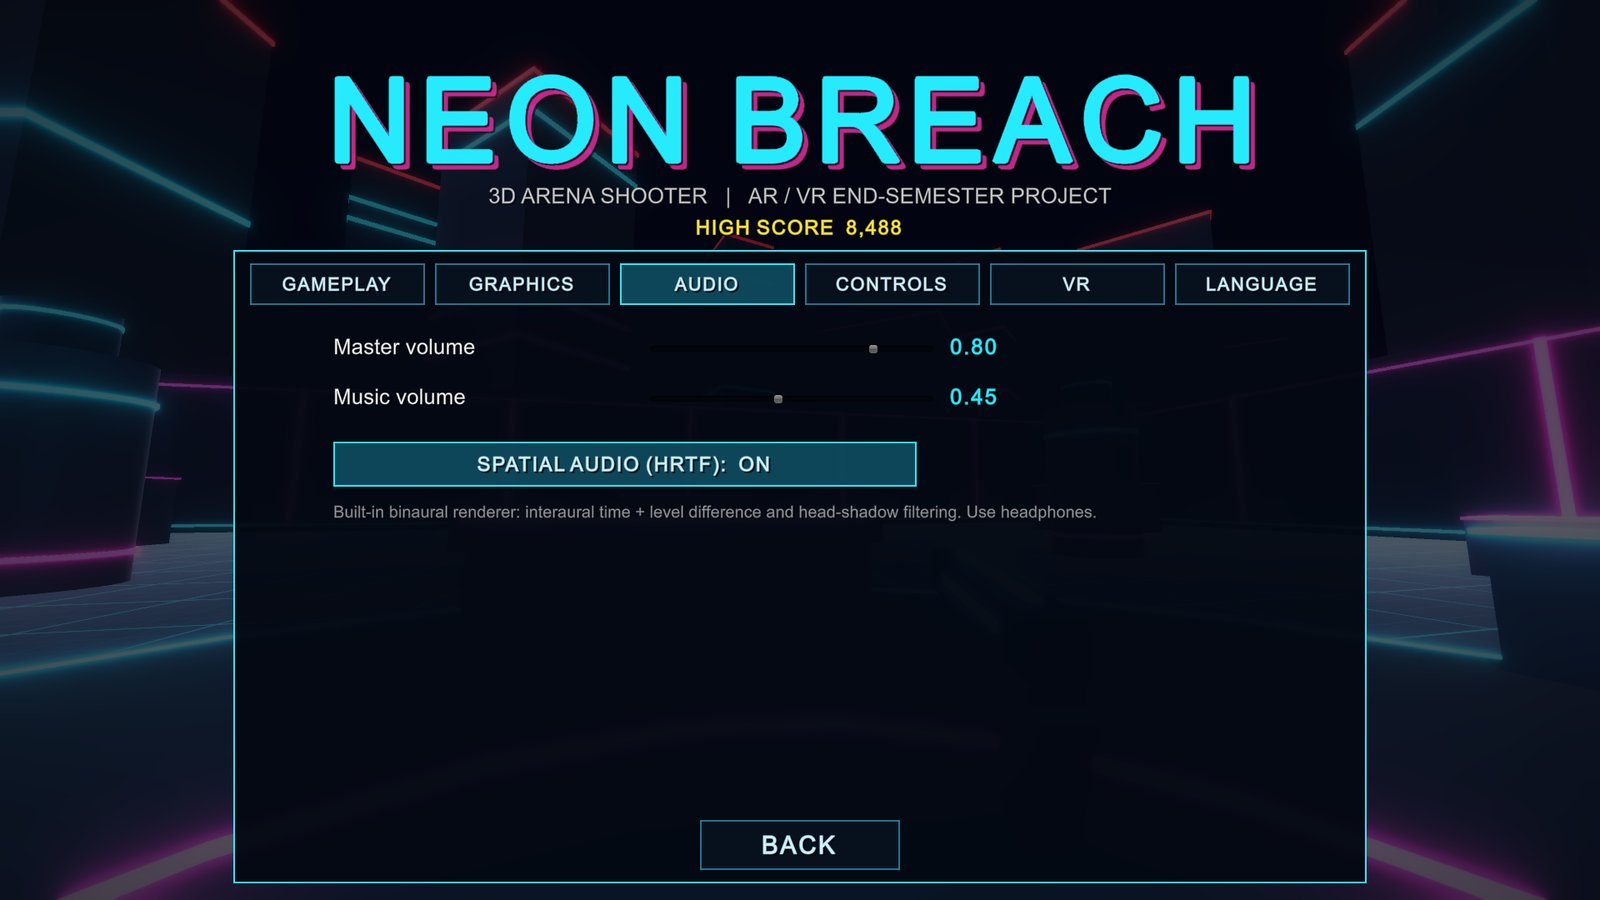 NEON BREACH
3D ARENA SHOOTER | AR / VR END-SEMESTER PROJECT
HIGH SCORE 8,488
GAMEPLAY GRAPHICS AUDIO CONTROLS VR LANGUAGE
Master volume 0.80
Music volume 0.45
SPATIAL AUDIO (HRTF): ON
Built-in binaural renderer: interaural time + level difference and head-shadow filtering. Use headphones.
BACK